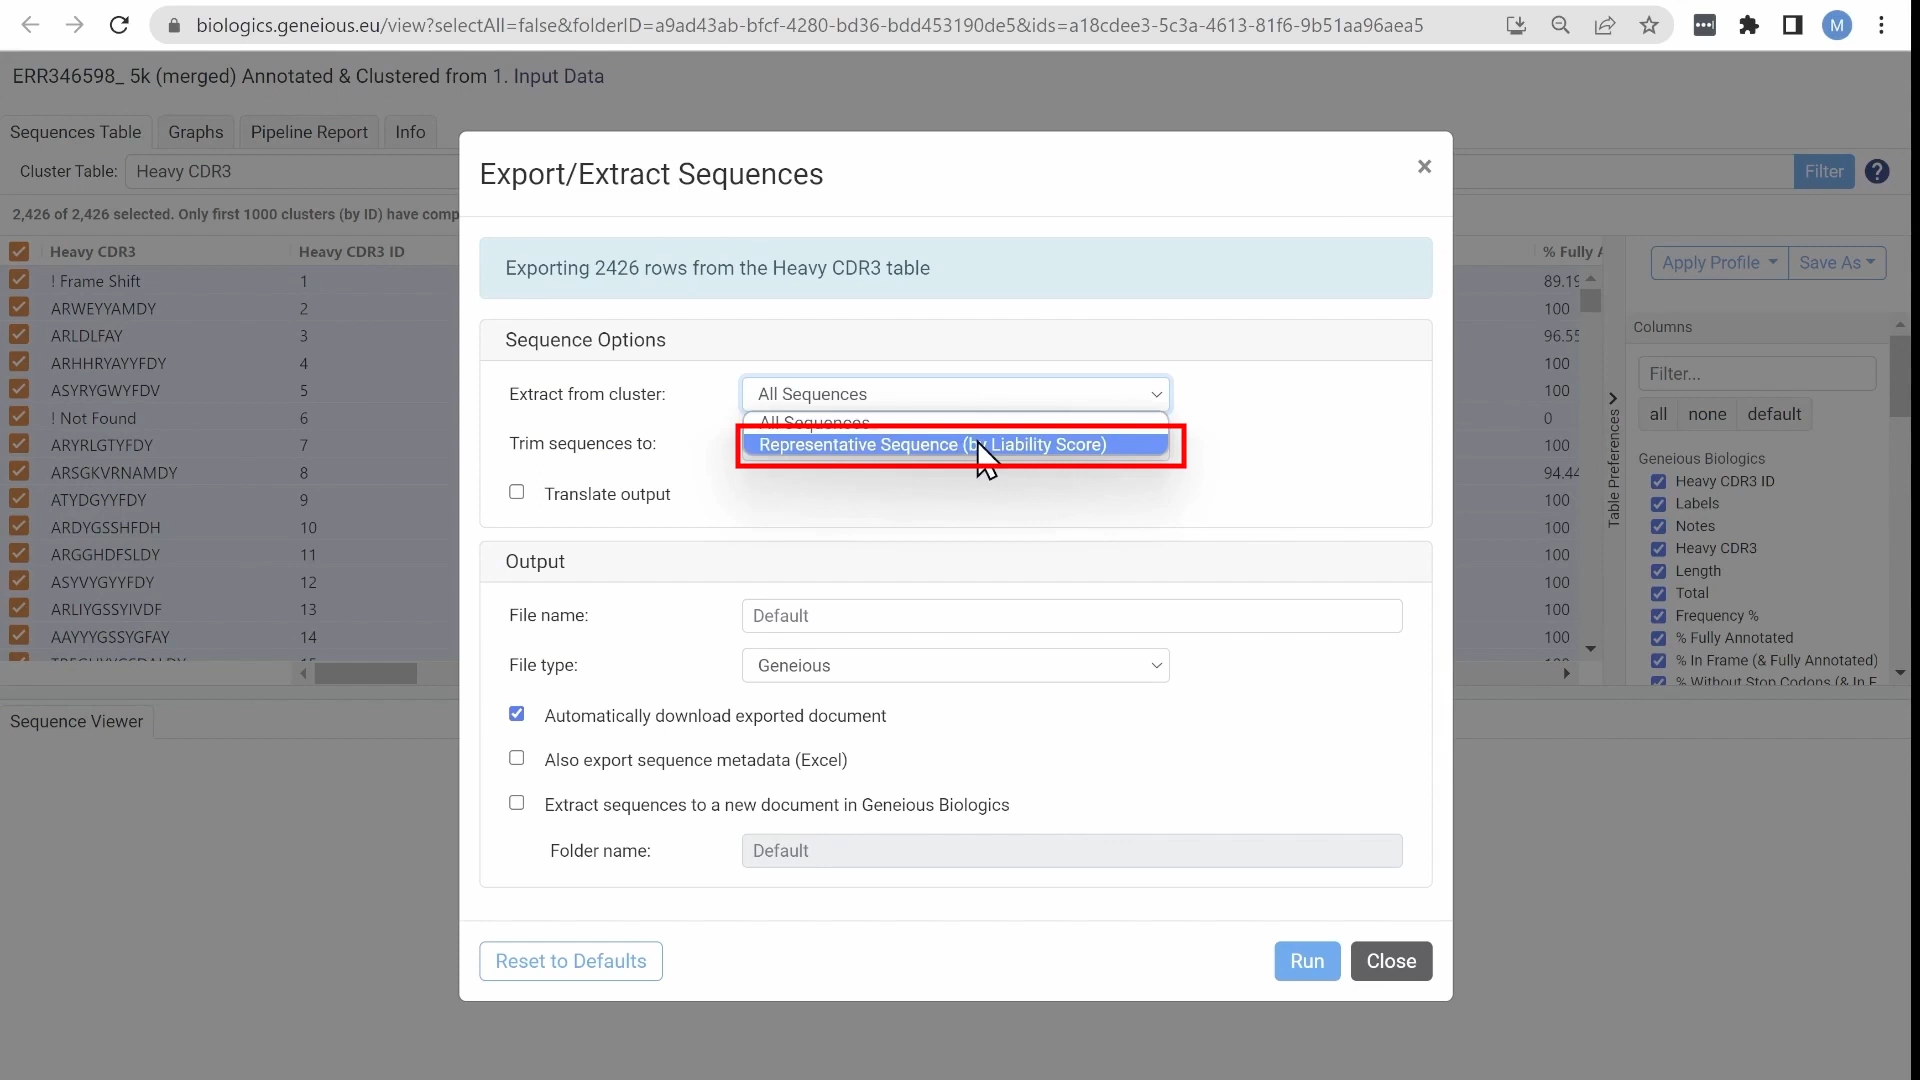 biologics.geneious.eu/view?selectAll=false&folderID=a9ad43ab-bfcf-4280-bd36-bdd453190de5&ids=a18cdee3-5c3a-4613-81f6-9b51aa96aea5
M
ERR346598_ 5k (merged) Annotated & Clustered from 1. Input Data
Sequences Table Graphs Pipeline Report Info
Cluster Table: Heavy CDR3 Filter ?
2,426 of 2,426 selected. Only first 1000 clusters (by ID) have
Heavy CDR3 Heavy CDR3 ID % Fully
! Frame Shift 1 89.19
ARWEYYAMDY 2 100
ARLDLFAY 3 96.55
ARHHRYAYYFDY 4 100
ASYRYGWYFDV 5 100
! Not Found 6 0
ARYRLGTYFDY 7 100
ARSGKVRNAMDY 8 94.44
ATYDGYYFDY 9 100
ARDYGSSHFDH 10 100
ARGGHDFSLDY 11 100
ASYVYGYYFDY 12 100
ARLIYGSSYIVDF 13 100
AAYYYGSSYGFAY 14 100
Sequence Viewer
Export/Extract Sequences
×
Exporting 2426 rows from the Heavy CDR3 table
Sequence Options
Extract from cluster: All Sequences
All Sequences
Trim sequences to: Representative Sequence (by Liability Score)
Translate output
Output
File name: Default
File type: Geneious
Automatically download exported document
Also export sequence metadata (Excel)
Extract sequences to a new document in Geneious Biologics
Folder name: Default
Reset to Defaults Run Close
Table Preferences
Apply Profile Save As
Columns
Filter...
all none default
Geneious Biologics
Heavy CDR3 ID
Labels
Notes
Heavy CDR3
Length
Total
Frequency %
% Fully Annotated
% In Frame (& Fully Annotated)
% Without Stop Codons (& In F